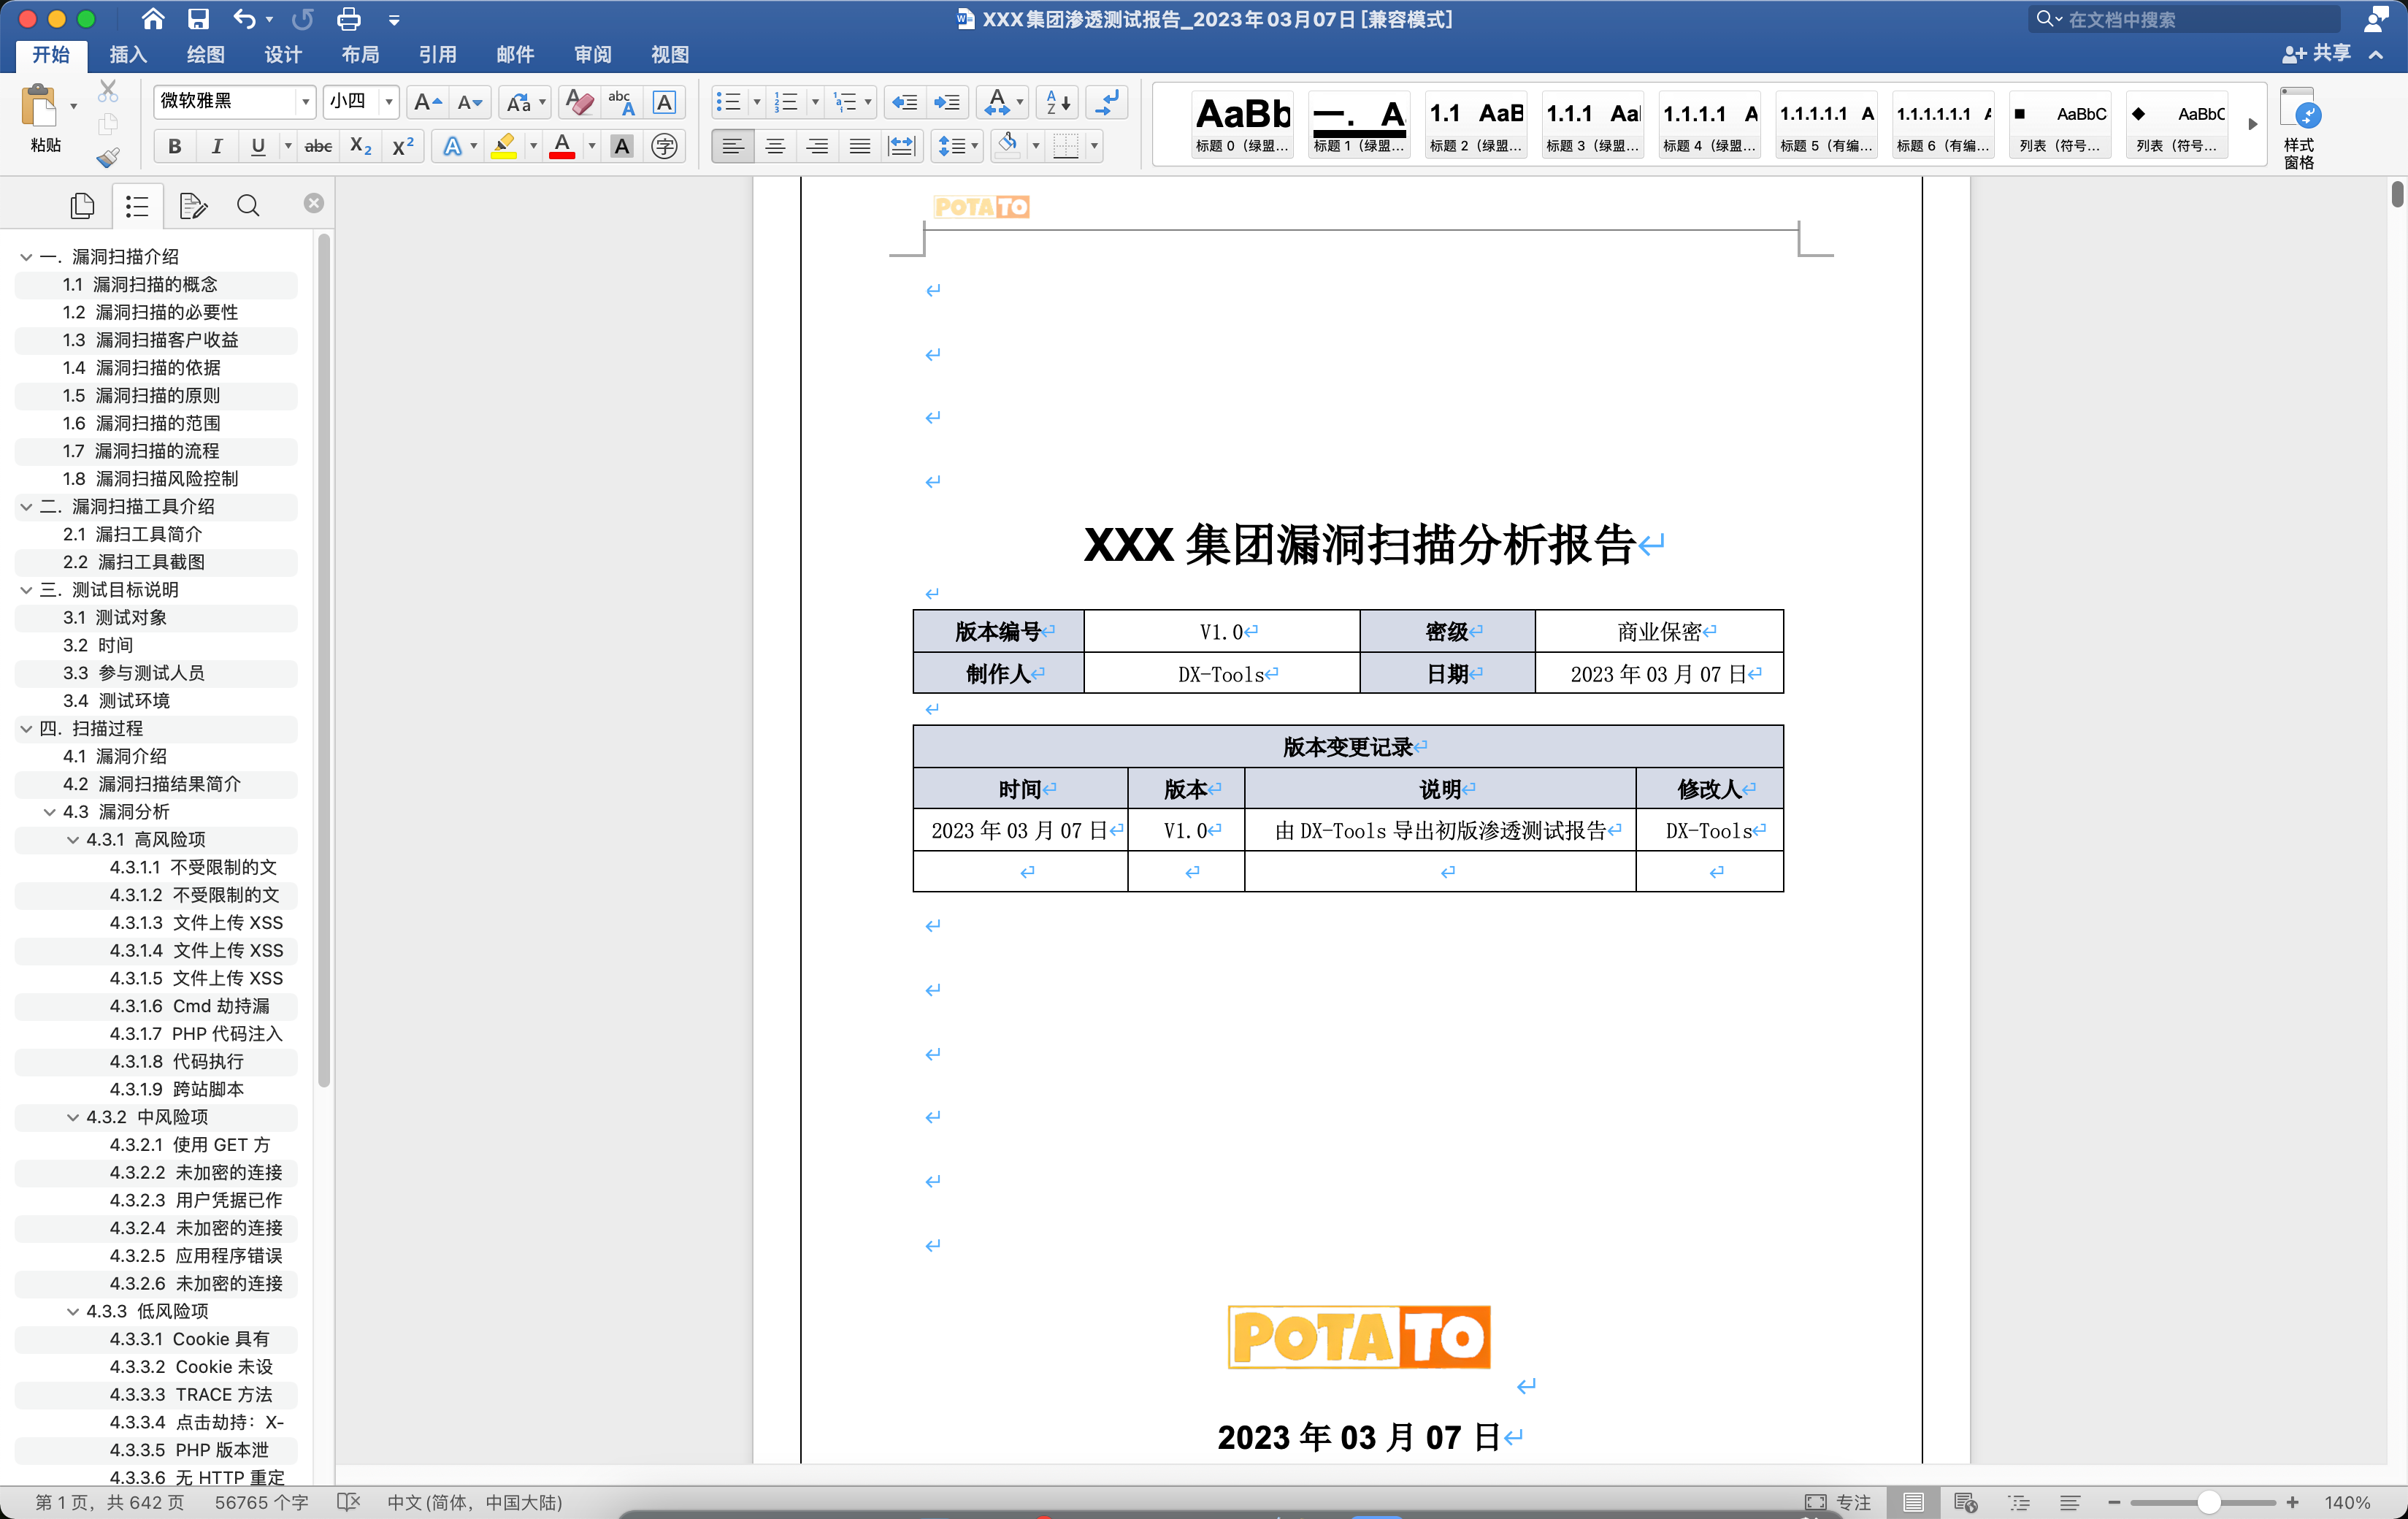 XXX集团渗透测试报告_2023年03月07日 [兼容模式]
在文档中搜索
开始 插入 绘图 设计 布局 引用 邮件 审阅 视图
共享
粘贴
微软雅黑 小四
样式
窗格
AaBb 标题 0（绿盟...
一. A 标题 1（绿盟...
1.1 AaB 标题 2（绿盟...
1.1.1 Aa 标题 3（绿盟...
1.1.1.1 A 标题 4（绿盟...
1.1.1.1.1 A 标题 5（有编...
1.1.1.1.1.1 A 标题 6（有编...
■ AaBbC 列表（符号...
◆ AaBbC 列表（符号...
一. 漏洞扫描介绍
1.1 漏洞扫描的概念
1.2 漏洞扫描的必要性
1.3 漏洞扫描客户收益
1.4 漏洞扫描的依据
1.5 漏洞扫描的原则
1.6 漏洞扫描的范围
1.7 漏洞扫描的流程
1.8 漏洞扫描风险控制
二. 漏洞扫描工具介绍
2.1 漏扫工具简介
2.2 漏扫工具截图
三. 测试目标说明
3.1 测试对象
3.2 时间
3.3 参与测试人员
3.4 测试环境
四. 扫描过程
4.1 漏洞介绍
4.2 漏洞扫描结果简介
4.3 漏洞分析
4.3.1 高风险项
4.3.1.1 不受限制的文
4.3.1.2 不受限制的文
4.3.1.3 文件上传 XSS
4.3.1.4 文件上传 XSS
4.3.1.5 文件上传 XSS
4.3.1.6 Cmd 劫持漏
4.3.1.7 PHP 代码注入
4.3.1.8 代码执行
4.3.1.9 跨站脚本
4.3.2 中风险项
4.3.2.1 使用 GET 方
4.3.2.2 未加密的连接
4.3.2.3 用户凭据已作
4.3.2.4 未加密的连接
4.3.2.5 应用程序错误
4.3.2.6 未加密的连接
4.3.3 低风险项
4.3.3.1 Cookie 具有
4.3.3.2 Cookie 未设
4.3.3.3 TRACE 方法
4.3.3.4 点击劫持：X-
4.3.3.5 PHP 版本泄
4.3.3.6 无 HTTP 重定
POTATO
XXX 集团漏洞扫描分析报告
版本编号 V1.0 密级 商业保密
制作人 DX-Tools 日期 2023 年 03 月 07 日
版本变更记录
时间 版本 说明 修改人
2023 年 03 月 07 日 V1.0 由 DX-Tools 导出初版渗透测试报告 DX-Tools
POTATO
2023 年 03 月 07 日
第 1 页，共 642 页 56765 个字 中文 (简体，中国大陆) 专注 140%